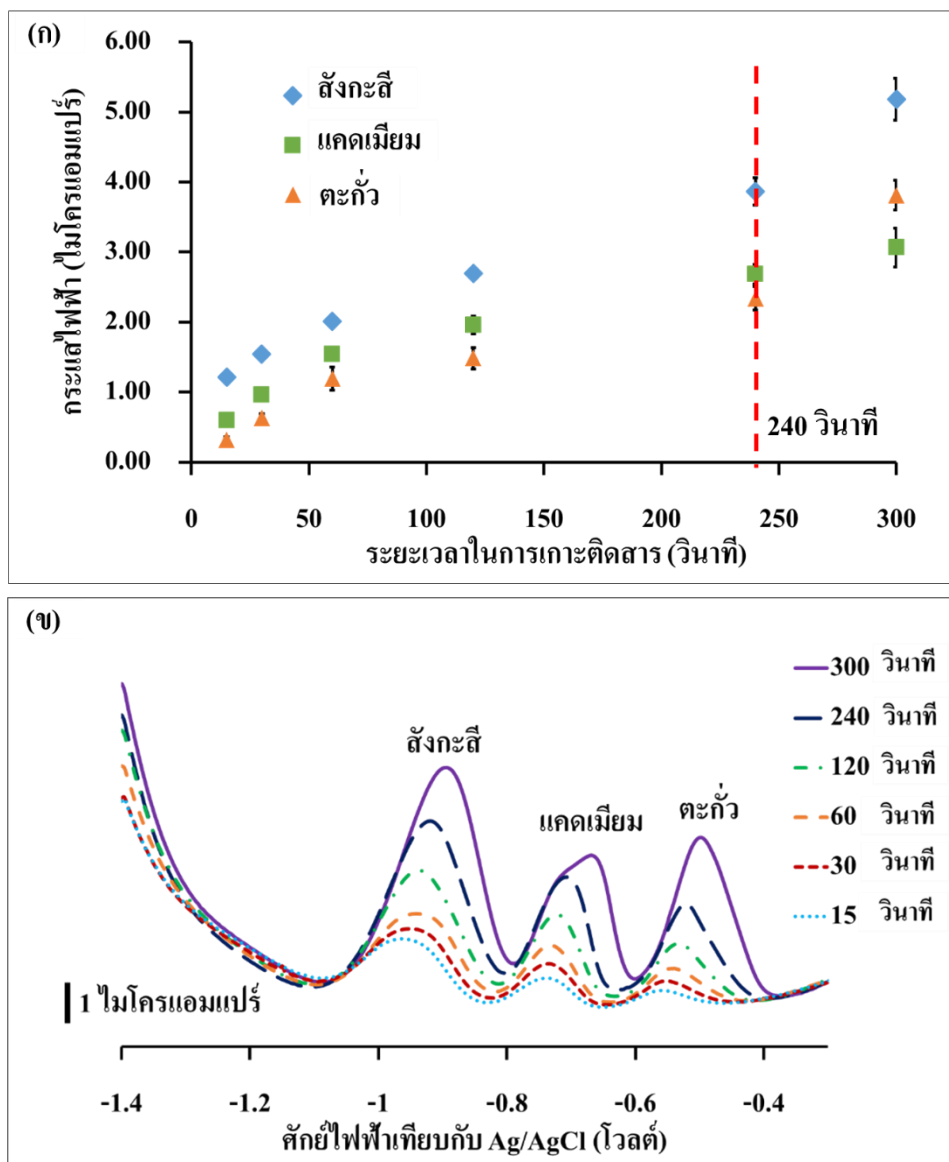 (ก)
กระแสไฟฟ้า (ไมโครแอมแปร์)
6.00
5.00
4.00
3.00
2.00
1.00
0.00
สังกะสี
แคดเมียม
ตะกั่ว
240 วินาที
0 50 100 150 200 250 300
ระยะเวลาในการเกาะติดสาร (วินาที)
(ข)
สังกะสี
แคดเมียม
ตะกั่ว
300 วินาที
240 วินาที
120 วินาที
60 วินาที
30 วินาที
15 วินาที
1 ไมโครแอมแปร์
-1.4 -1.2 -1 -0.8 -0.6 -0.4
ศักย์ไฟฟ้าเทียบกับ Ag/AgCl (โวลต์)